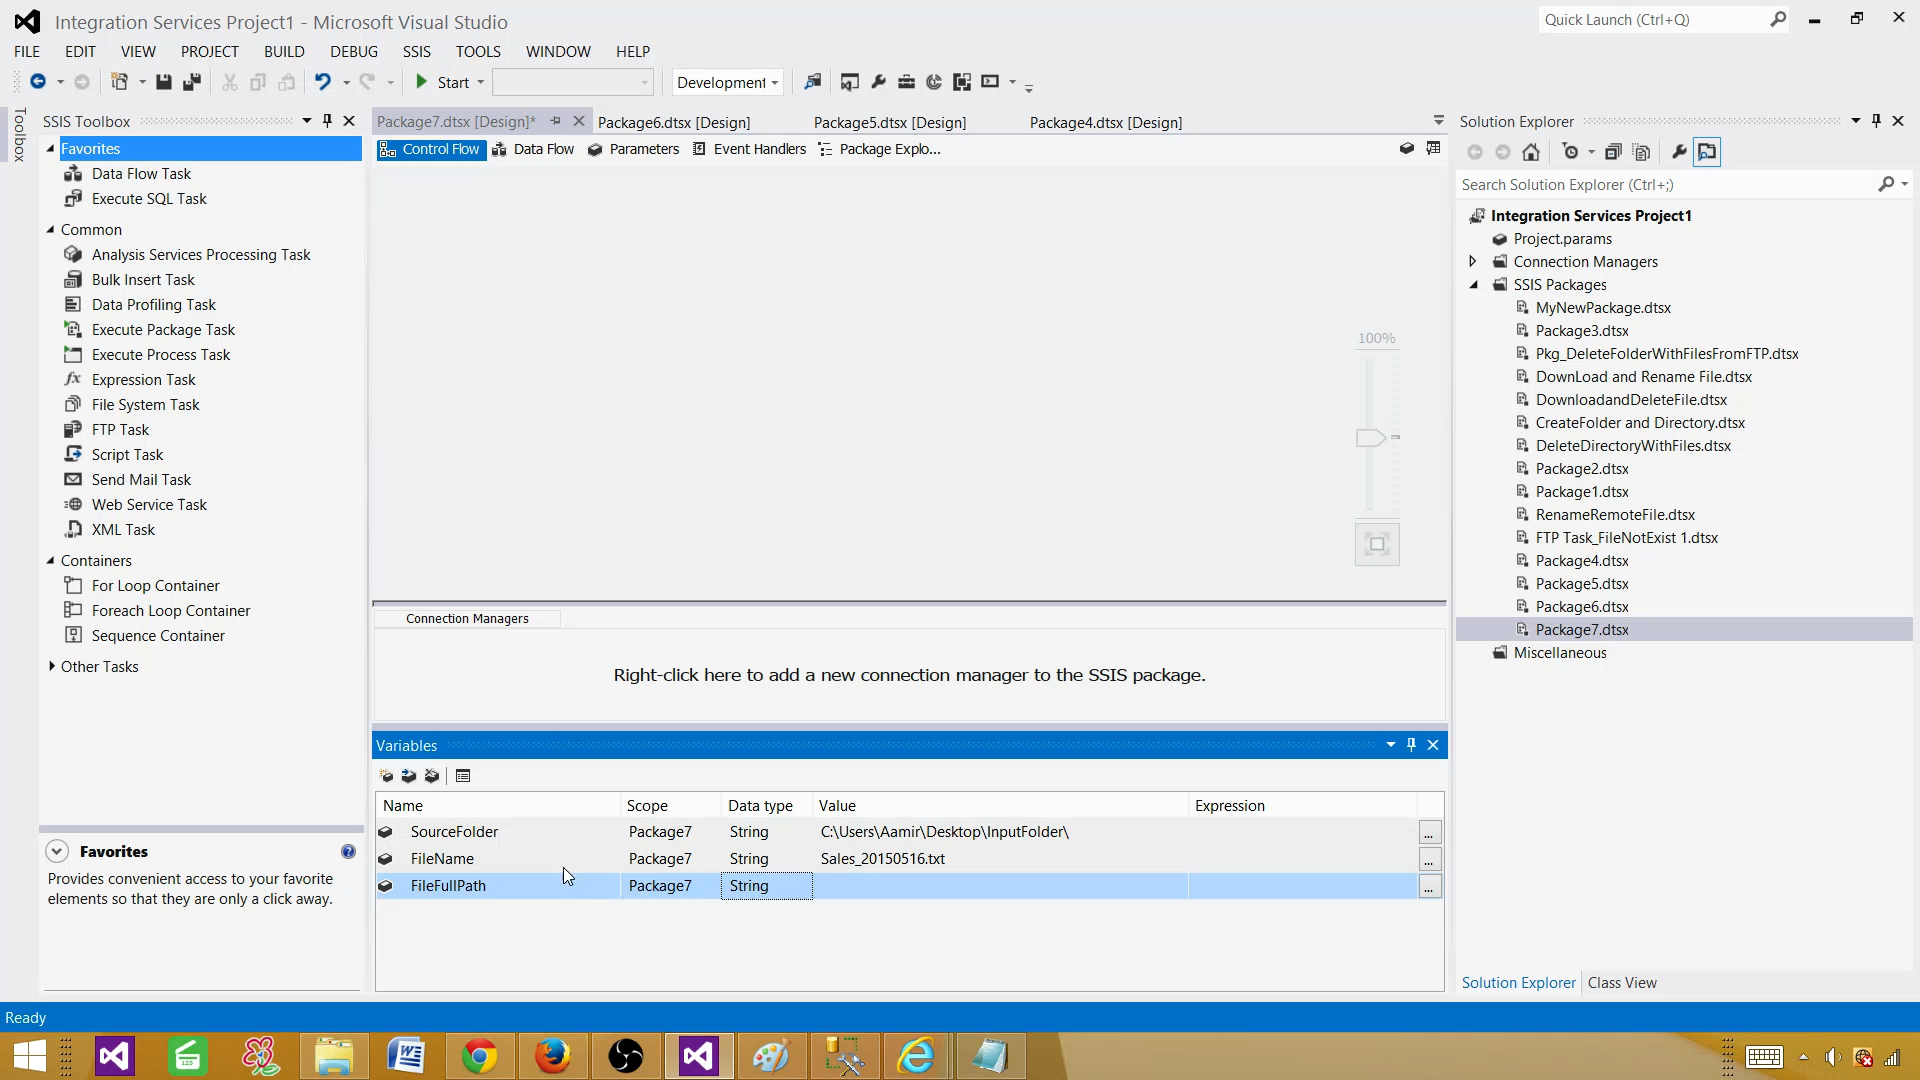 Integration Services Project1 - Microsoft Visual Studio
Quick Launch (Ctrl+Q)
FILE EDIT VIEW PROJECT BUILD DEBUG SSIS TOOLS WINDOW HELP
Start Development
Toolbox
SSIS Toolbox
Favorites
Data Flow Task
Execute SQL Task
Common
Analysis Services Processing Task
Bulk Insert Task
Data Profiling Task
Execute Package Task
Execute Process Task
Expression Task
File System Task
FTP Task
Script Task
Send Mail Task
Web Service Task
XML Task
Containers
For Loop Container
Foreach Loop Container
Sequence Container
Other Tasks
Favorites
Provides convenient access to your favorite
elements so that they are only a click away.
Package7.dtsx [Design]* Package6.dtsx [Design] Package5.dtsx [Design] Package4.dtsx [Design]
Control Flow Data Flow Parameters Event Handlers Package Explo...
100%
Connection Managers
Right-click here to add a new connection manager to the SSIS package.
Variables
Name Scope Data type Value Expression
SourceFolder Package7 String C:\Users\Aamir\Desktop\InputFolder\ ...
FileName Package7 String Sales_20150516.txt ...
FileFullPath Package7 String ...
Solution Explorer
Search Solution Explorer (Ctrl+;)
Integration Services Project1
Project.params
Connection Managers
SSIS Packages
MyNewPackage.dtsx
Package3.dtsx
Pkg_DeleteFolderWithFilesFromFTP.dtsx
DownLoad and Rename File.dtsx
DownloadandDeleteFile.dtsx
CreateFolder and Directory.dtsx
DeleteDirectoryWithFiles.dtsx
Package2.dtsx
Package1.dtsx
RenameRemoteFile.dtsx
FTP Task_FileNotExist 1.dtsx
Package4.dtsx
Package5.dtsx
Package6.dtsx
Package7.dtsx
Miscellaneous
Solution Explorer Class View
Ready